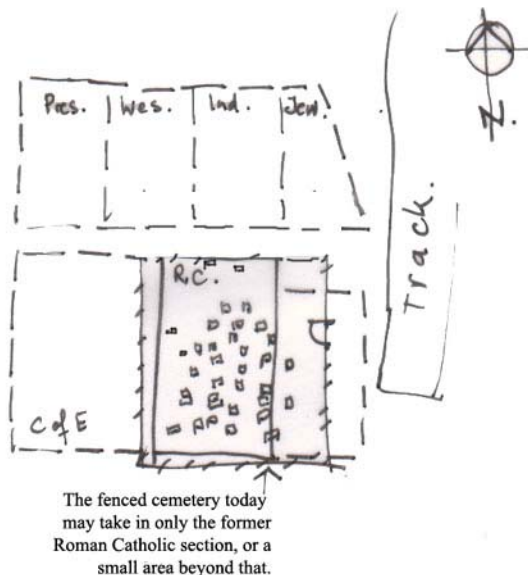 Pres. Wes. Ind. Jew.
N.
Track.
R.C.
C of E
The fenced cemetery today
may take in only the former
Roman Catholic section, or a
small area beyond that.